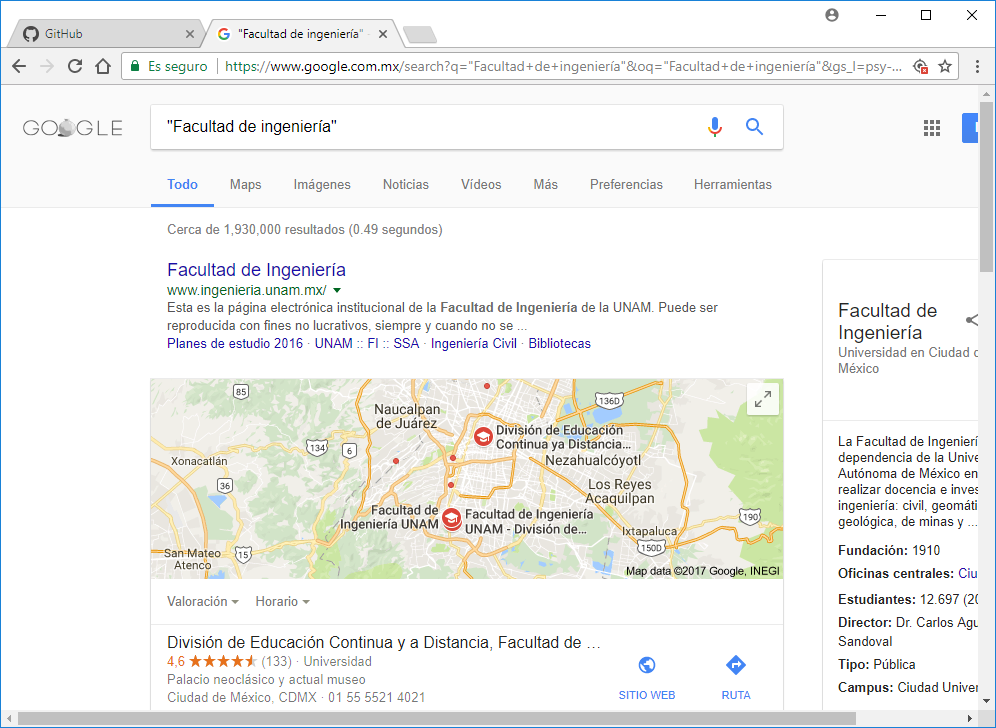 GitHub
"Facultad de ingeniería"
Es seguro
https://www.google.com.mx/search?q="Facultad+de+ingeniería"&oq="Facultad+de+ingeniería"&gs_l=psy-...
GOOGLE
"Facultad de ingeniería"
Todo Maps Imágenes Noticias Vídeos Más Preferencias Herramientas
Cerca de 1,930,000 resultados (0.49 segundos)
Facultad de Ingeniería
www.ingenieria.unam.mx/
Esta es la página electrónica institucional de la Facultad de Ingeniería de la UNAM. Puede ser
reproducida con fines no lucrativos, siempre y cuando no se ...
Planes de estudio 2016 · UNAM :: FI :: SSA · Ingeniería Civil · Bibliotecas
85
136D
Naucalpan
de Juárez
134
6
División de Educación
Continua ya Distancia...
Xonacatlán
Nezahualcóyotl
36
Los Reyes
Acaquilpan
Facultad de
Ingeniería UNAM
Facultad de Ingeniería
UNAM - División de...
190
Ixtapaluca
150D
San Mateo
Atenco
15
Map data ©2017 Google, INEGI
Valoración Horario
División de Educación Continua y a Distancia, Facultad de ...
4,6 (133) · Universidad
Palacio neoclásico y actual museo
Ciudad de México, CDMX · 01 55 5521 4021
SITIO WEB
RUTA
Facultad de
Ingeniería
Universidad en Ciudad d
México
La Facultad de Ingenierí
dependencia de la Unive
Autónoma de México en
realizar docencia e inves
ingeniería: civil, geomáti
geológica, de minas y ...
Fundación: 1910
Oficinas centrales: Ciu
Estudiantes: 12.697 (20
Director: Dr. Carlos Agu
Sandoval
Tipo: Pública
Campus: Ciudad Univer